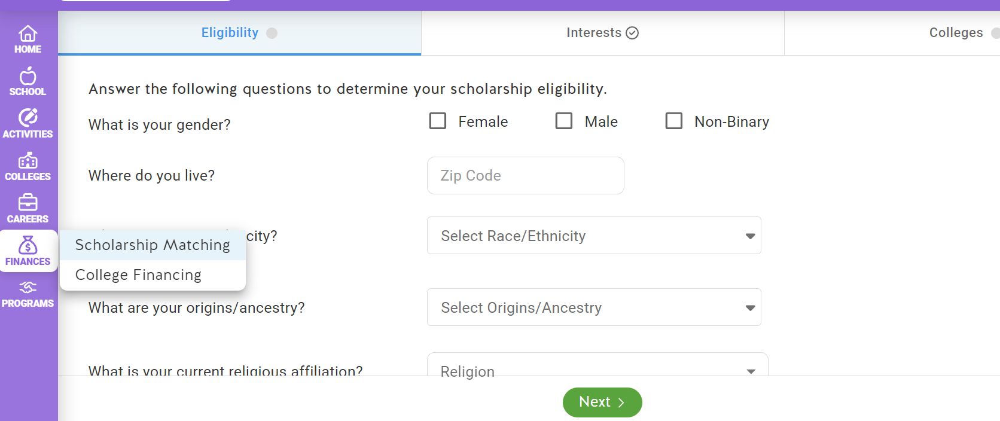 HOME
SCHOOL
ACTIVITIES
COLLEGES
CAREERS
FINANCES
PROGRAMS
Scholarship Matching
College Financing
Eligibility
Interests
Colleges
Answer the following questions to determine your scholarship eligibility.
What is your gender?
Female
Male
Non-Binary
Where do you live?
Zip Code
city?
Select Race/Ethnicity
What are your origins/ancestry?
Select Origins/Ancestry
What is your current religious affiliation?
Religion
Next